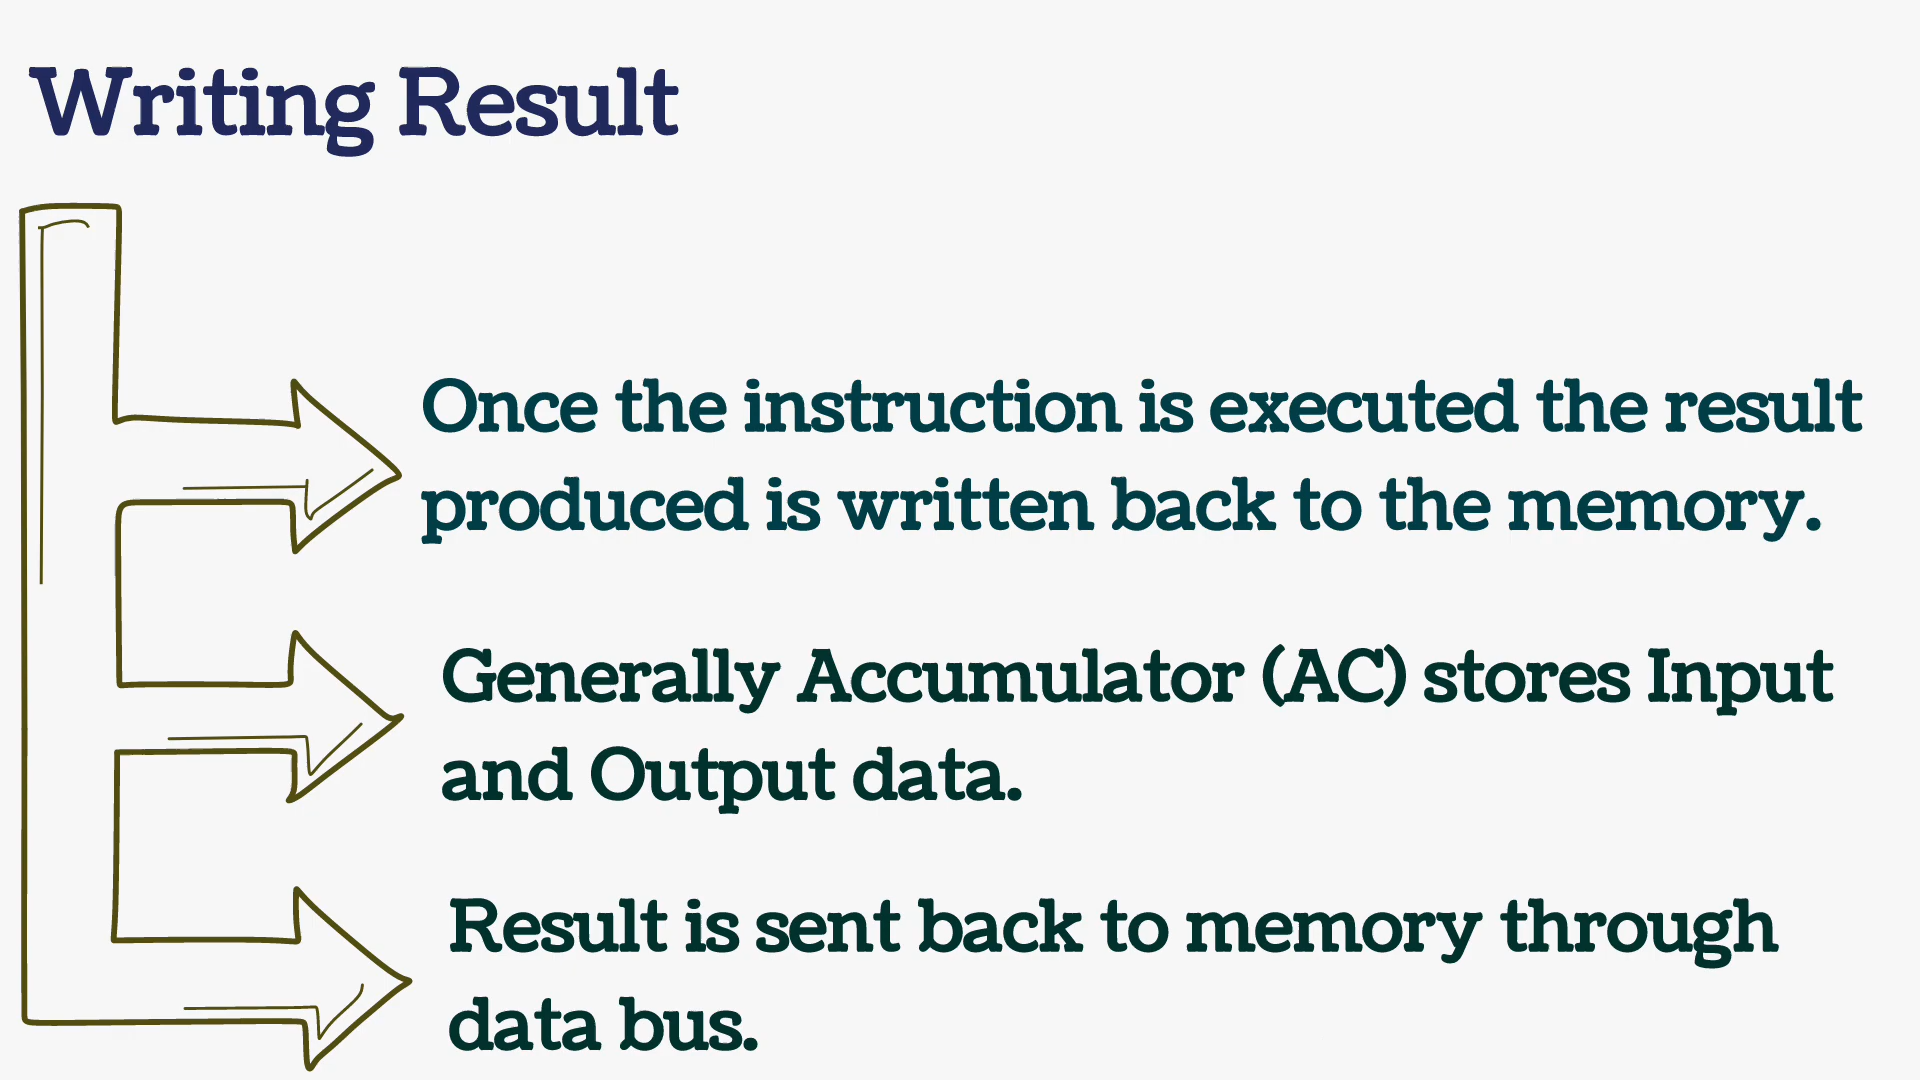 Writing Result
Once the instruction is executed the result
produced is written back to the memory.
Generally Accumulator (AC) stores Input
and Output data.
Result is sent back to memory through
data bus.